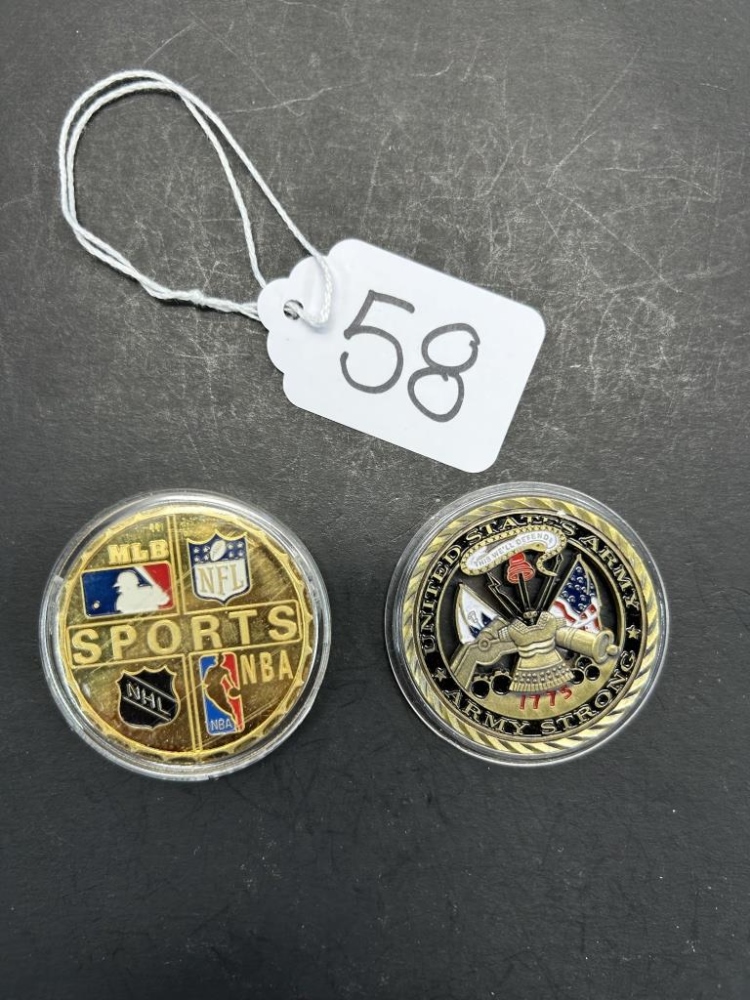 58
MLB
NFL
SPORTS
NHL
NBA
NBA
UNITED STATES ARMY
THIS WE'LL DEFEND
1775
ARMY STRONG